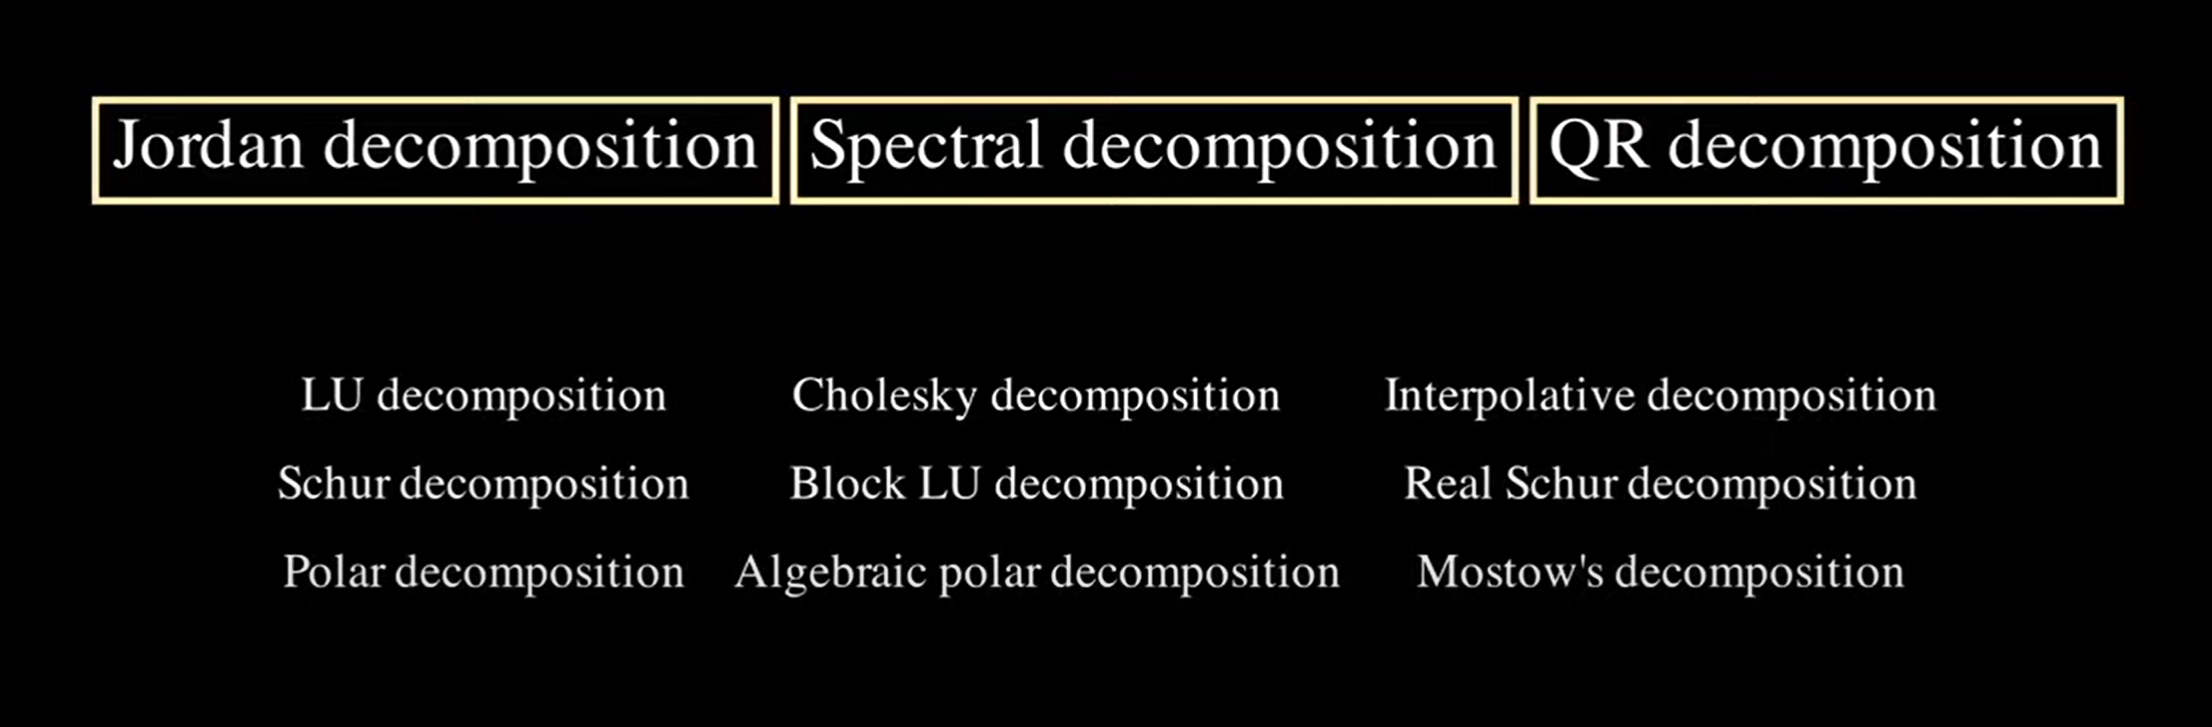 Jordan decomposition Spectral decomposition QR decomposition
LU decomposition Cholesky decomposition Interpolative decomposition
Schur decomposition Block LU decomposition Real Schur decomposition
Polar decomposition Algebraic polar decomposition Mostow's decomposition